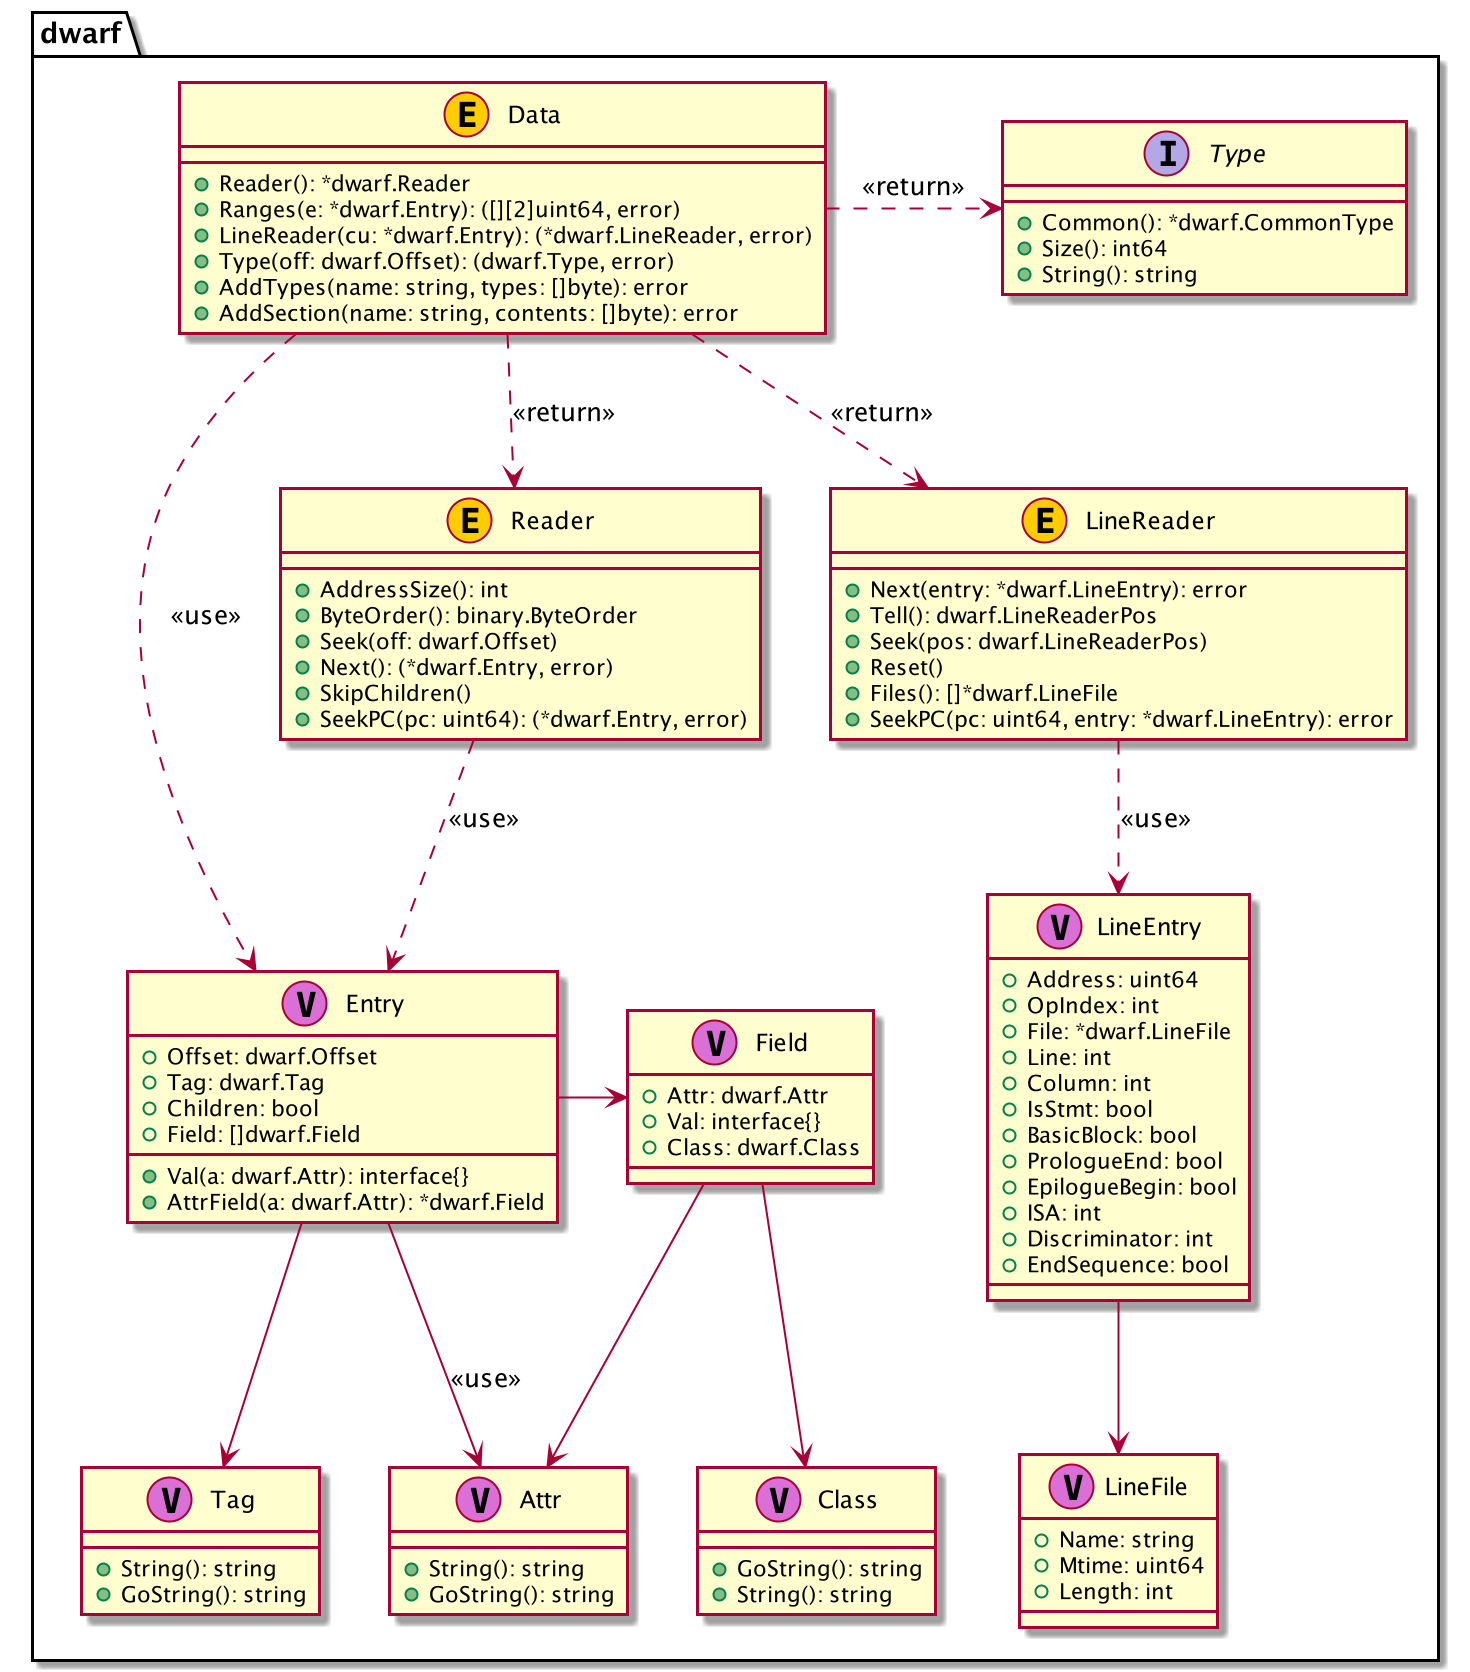 dwarf
E Data
Reader(): *dwarf.Reader
Ranges(e: *dwarf.Entry): ([][2]uint64, error)
LineReader(cu: *dwarf.Entry): (*dwarf.LineReader, error)
Type(off: dwarf.Offset): (dwarf.Type, error)
AddTypes(name: string, types: []byte): error
AddSection(name: string, contents: []byte): error
«return»
I Type
Common(): *dwarf.CommonType
Size(): int64
String(): string
«return»
«return»
«use»
E Reader
AddressSize(): int
ByteOrder(): binary.ByteOrder
Seek(off: dwarf.Offset)
Next(): (*dwarf.Entry, error)
SkipChildren()
SeekPC(pc: uint64): (*dwarf.Entry, error)
E LineReader
Next(entry: *dwarf.LineEntry): error
Tell(): dwarf.LineReaderPos
Seek(pos: dwarf.LineReaderPos)
Reset()
Files(): []*dwarf.LineFile
SeekPC(pc: uint64, entry: *dwarf.LineEntry): error
«use»
«use»
V Entry
Offset: dwarf.Offset
Tag: dwarf.Tag
Children: bool
Field: []dwarf.Field
Val(a: dwarf.Attr): interface{}
AttrField(a: dwarf.Attr): *dwarf.Field
V Field
Attr: dwarf.Attr
Val: interface{}
Class: dwarf.Class
V LineEntry
Address: uint64
OpIndex: int
File: *dwarf.LineFile
Line: int
Column: int
IsStmt: bool
BasicBlock: bool
PrologueEnd: bool
EpilogueBegin: bool
ISA: int
Discriminator: int
EndSequence: bool
«use»
V Tag
String(): string
GoString(): string
V Attr
String(): string
GoString(): string
V Class
GoString(): string
String(): string
V LineFile
Name: string
Mtime: uint64
Length: int